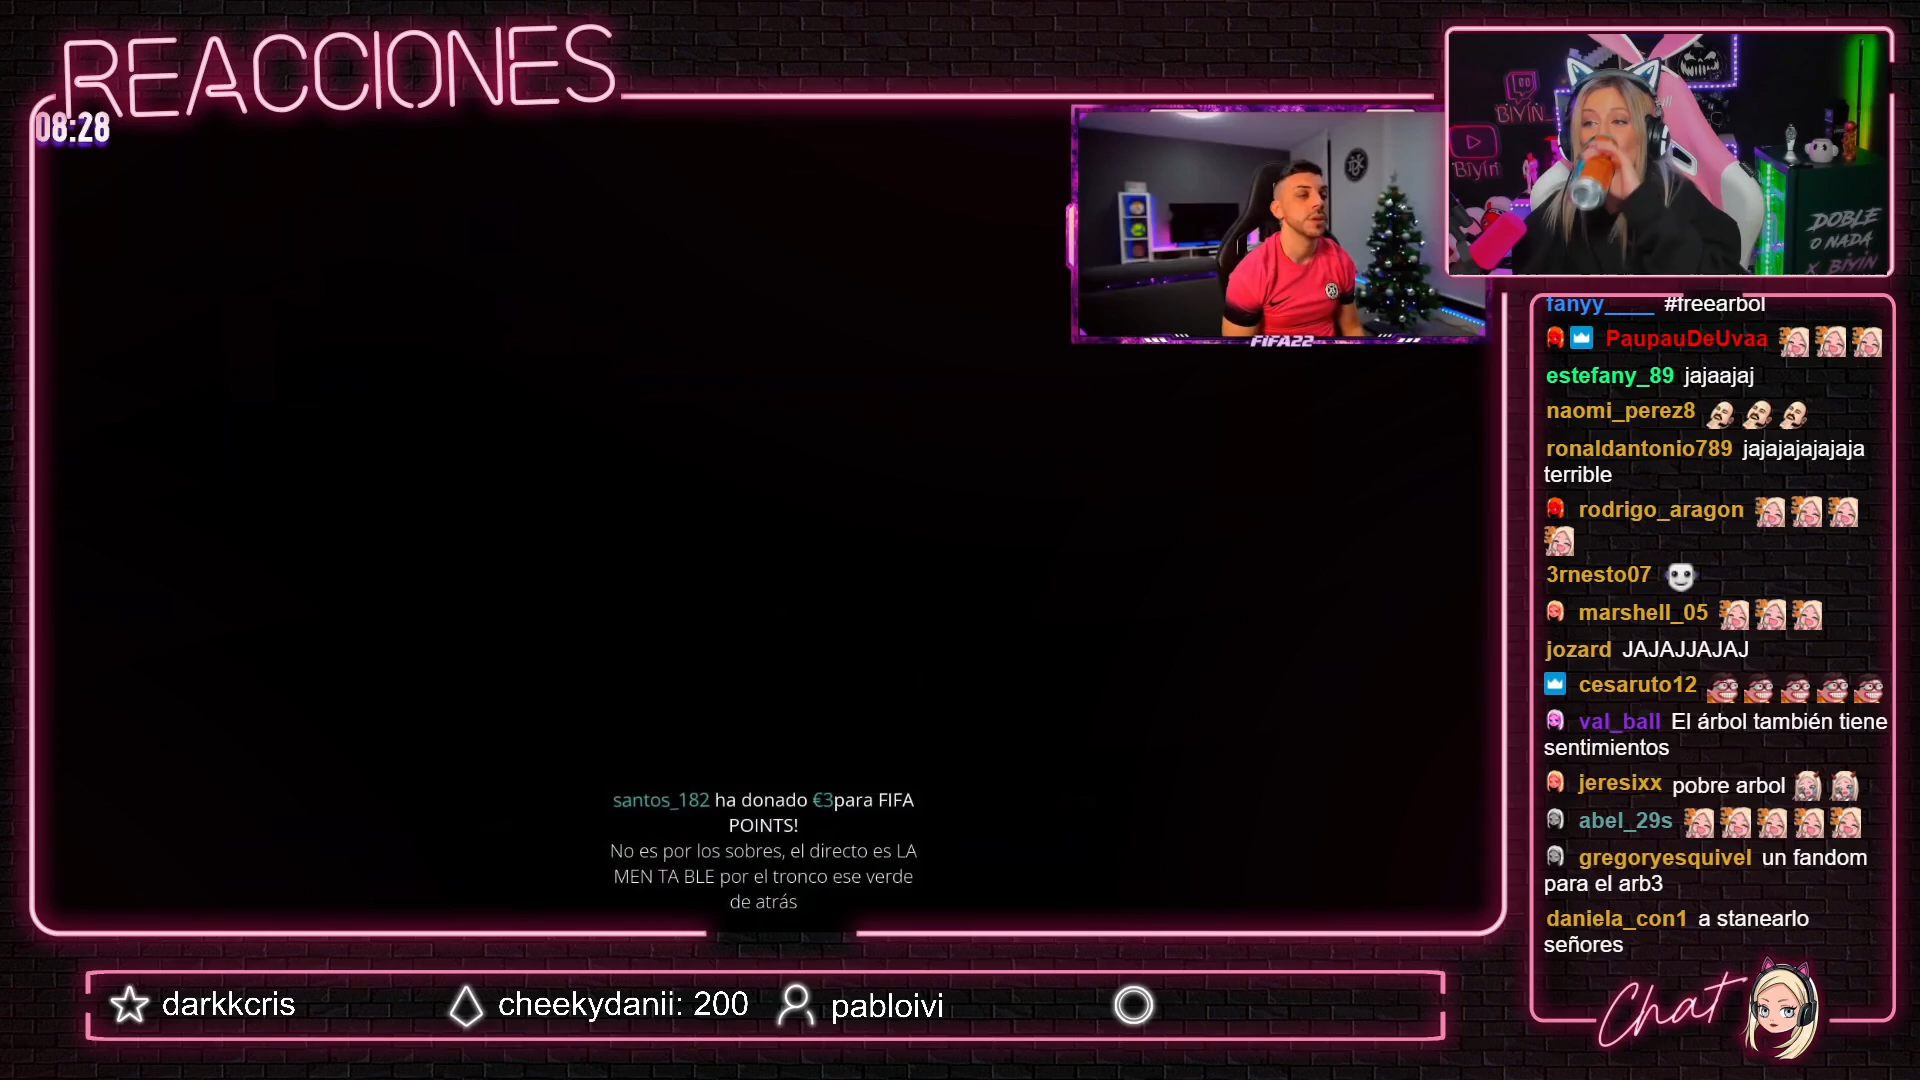 REACCIONES
08:28
FIFA22
BIYIN
Biyín
DOBLE
O NADA
X BIYÍN
fanyy____ #freearbol
PaupauDeUvaa
estefany_89 jajaajaj
naomi_perez8
ronaldantonio789 jajajajajajaja
terrible
rodrigo_aragon
3rnesto07
marshell_05
jozard JAJAJJAJAJ
cesaruto12
val_ball El árbol también tiene
sentimientos
jeresixx pobre arbol
abel_29s
gregoryesquivel un fandom
para el arb3
daniela_con1 a stanearlo
señores
Chat
santos_182 ha donado €3para FIFA
POINTS!
No es por los sobres, el directo es LA
MEN TA BLE por el tronco ese verde
de atrás
darkkcris
cheekydanii: 200
pabloivi